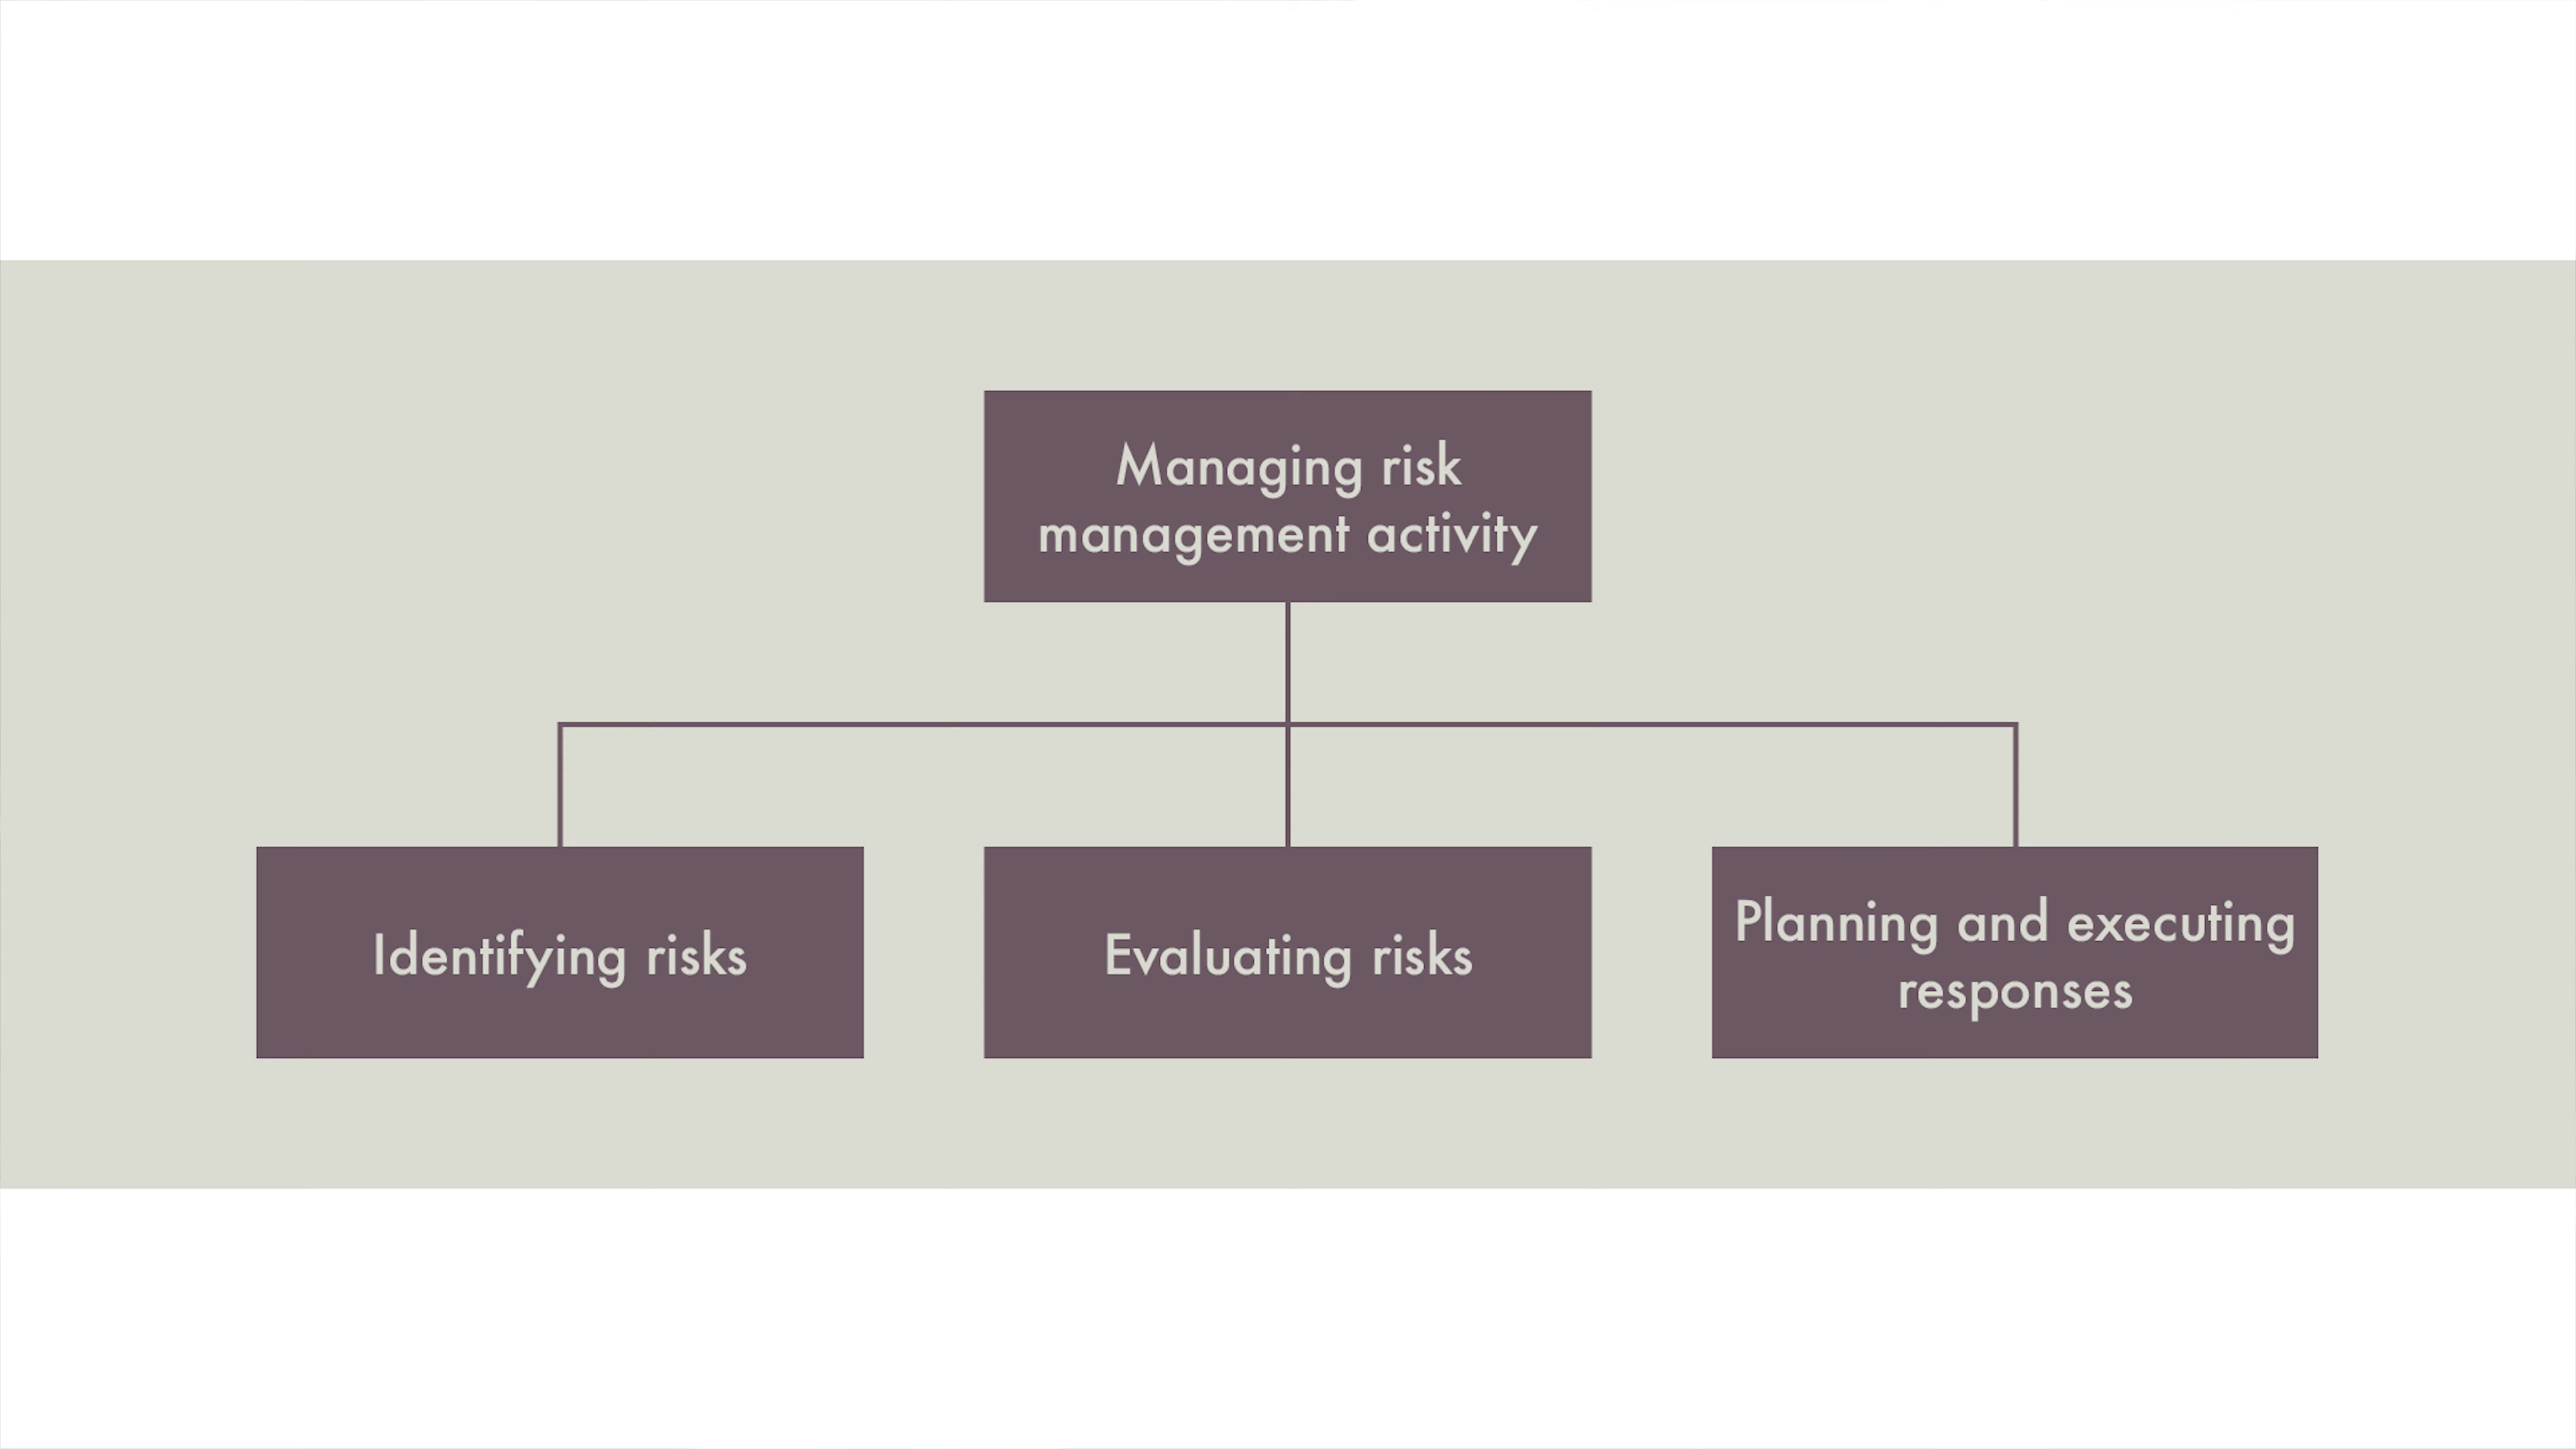 Managing risk
management activity
Identifying risks
Evaluating risks
Planning and executing
responses